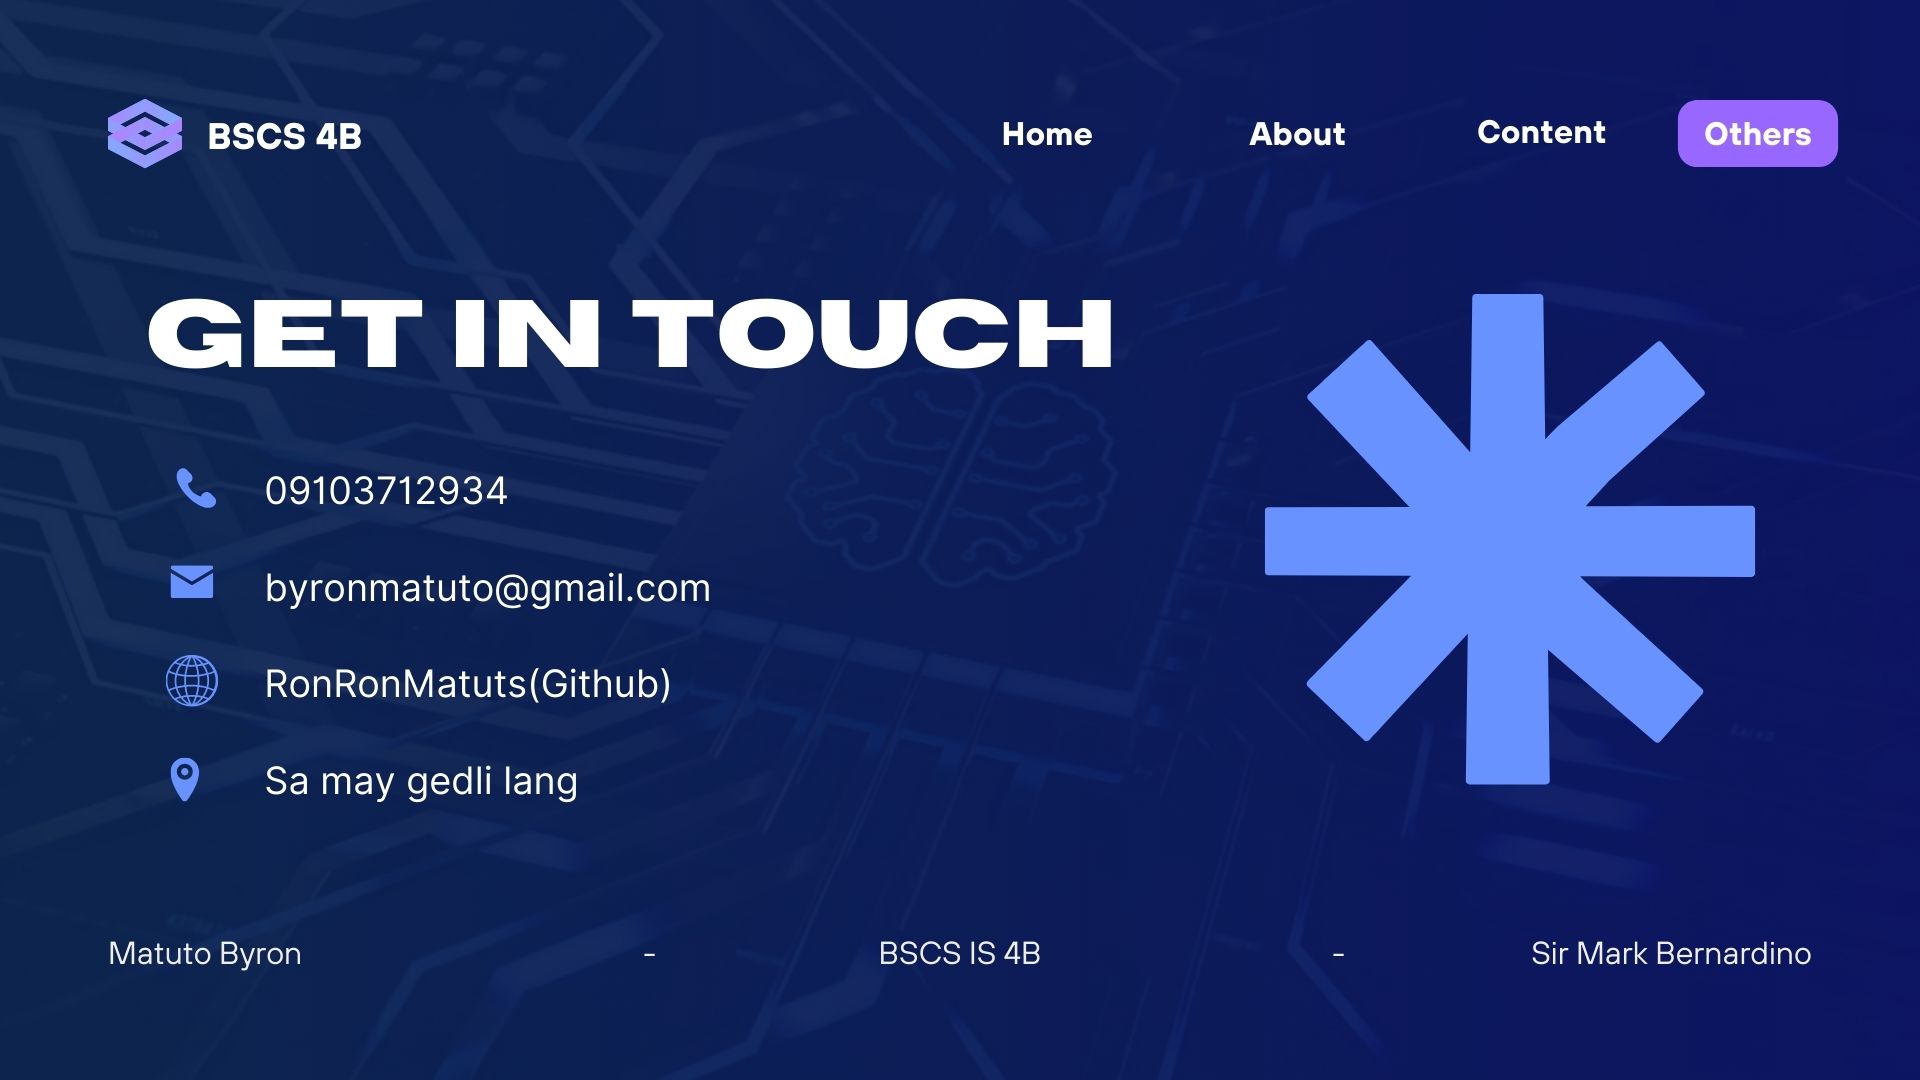 BSCS 4B
Home
About
Content
Others
GET IN TOUCH
09103712934
byronmatuto@gmail.com
RonRonMatuts(Github)
Sa may gedli lang
Matuto Byron
-
BSCS IS 4B
-
Sir Mark Bernardino